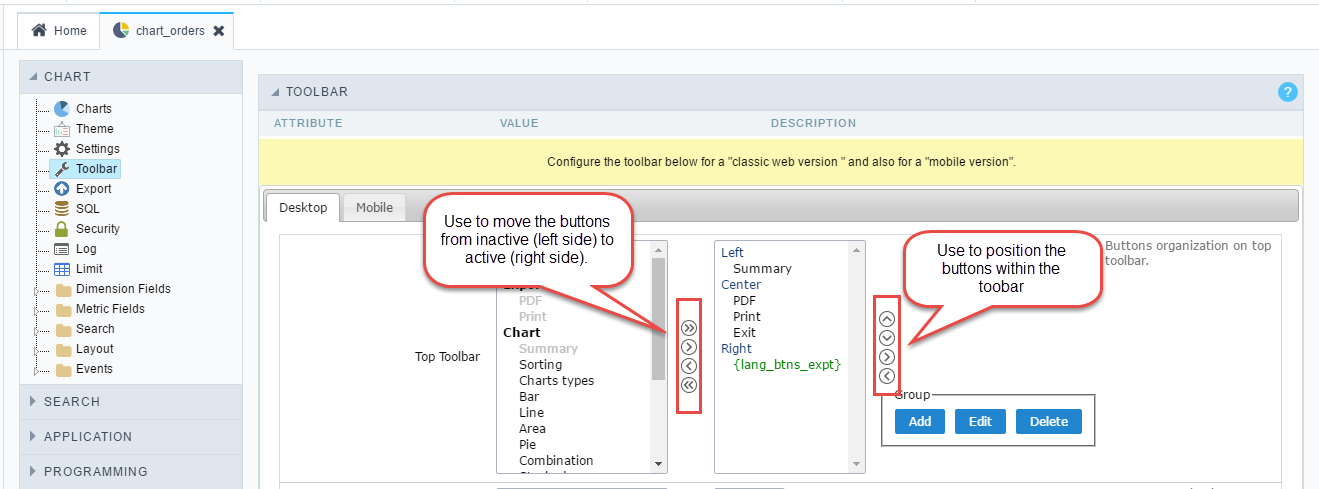 Home
chart_orders
CHART
Charts
Theme
Settings
Toolbar
Export
SQL
Security
Log
Limit
Dimension Fields
Metric Fields
Search
Layout
Events
SEARCH
APPLICATION
PROGRAMMING
TOOLBAR
?
ATTRIBUTE VALUE DESCRIPTION
Configure the toolbar below for a "classic web version " and also for a "mobile version".
Desktop Mobile
Use to move the buttons
from inactive (left side) to
active (right side).
Use to position the
buttons within the
toobar
Top Toolbar
PDF
Print
Chart
Summary
Sorting
Charts types
Bar
Line
Area
Pie
Combination
Left
Summary
Center
PDF
Print
Exit
Right
{lang_btns_expt}
Buttons organization on top
toolbar.
Group
Add Edit Delete